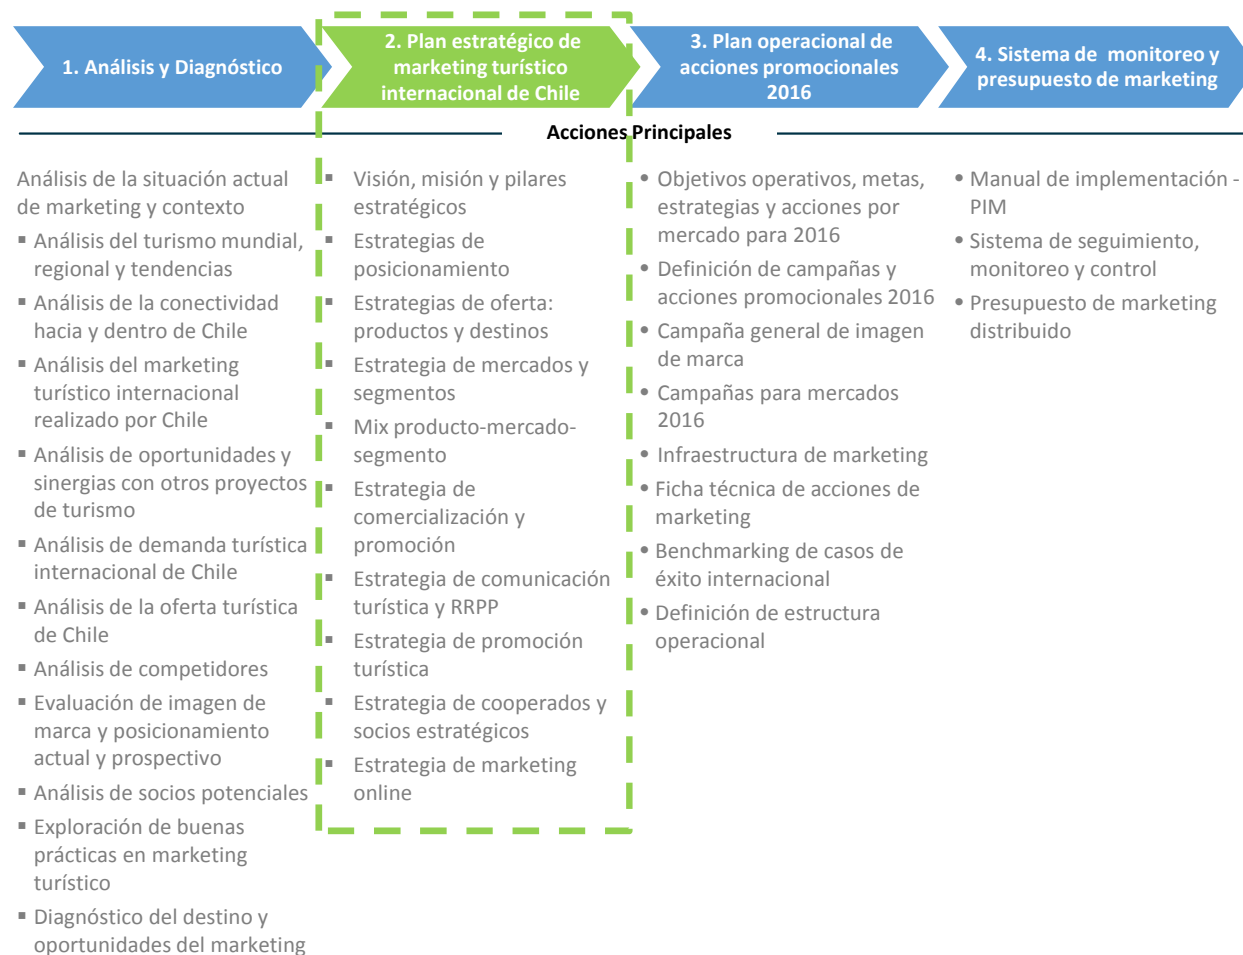 1. Análisis y Diagnóstico
2. Plan estratégico de
marketing turístico
internacional de Chile
3. Plan operacional de
acciones promocionales
2016
4. Sistema de  monitoreo y
presupuesto de marketing
Acciones Principales
Análisis de la situación actual
de marketing y contexto
▪ Análisis del turismo mundial,
regional y tendencias
▪ Análisis de la conectividad
hacia y dentro de Chile
▪ Análisis del marketing
turístico internacional
realizado por Chile
▪ Análisis de oportunidades y
sinergias con otros proyectos
de turismo
▪ Análisis de demanda turística
internacional de Chile
▪ Análisis de la oferta turística
de Chile
▪ Análisis de competidores
▪ Evaluación de imagen de
marca y posicionamiento
actual y prospectivo
▪ Análisis de socios potenciales
▪ Exploración de buenas
prácticas en marketing
turístico
▪ Diagnóstico del destino y
oportunidades del marketing
▪ Visión, misión y pilares
estratégicos
▪ Estrategias de
posicionamiento
▪ Estrategias de oferta:
productos y destinos
▪ Estrategia de mercados y
segmentos
▪ Mix producto-mercado-
segmento
▪ Estrategia de
comercialización y
promoción
▪ Estrategia de comunicación
turística y RRPP
▪ Estrategia de promoción
turística
▪ Estrategia de cooperados y
socios estratégicos
▪ Estrategia de marketing
online
• Objetivos operativos, metas,
estrategias y acciones por
mercado para 2016
• Definición de campañas y
acciones promocionales 2016
• Campaña general de imagen
de marca
• Campañas para mercados
2016
• Infraestructura de marketing
• Ficha técnica de acciones de
marketing
• Benchmarking de casos de
éxito internacional
• Definición de estructura
operacional
• Manual de implementación -
PIM
• Sistema de seguimiento,
monitoreo y control
• Presupuesto de marketing
distribuido